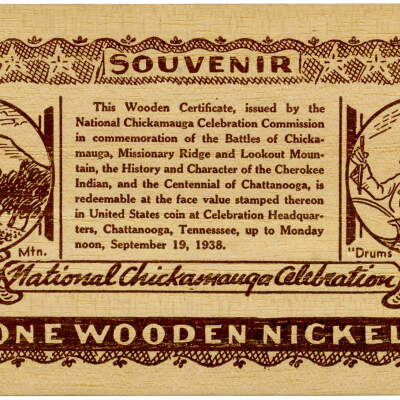 SOUVENIR
This Wooden Certificate, issued by the
National Chickamauga Celebration Commission
in commemoration of the Battles of Chicka-
mauga, Missionary Ridge and Lookout Moun-
tain, the History and Character of the Cherokee
Indian, and the Centennial of Chattanooga, is
redeemable at the face value stamped thereon
in United States coin at Celebration Headquar-
ters, Chattanooga, Tennesssee, up to Monday
noon, September 19, 1938.
Mtn.
"Drums
National Chickamauga Celebration
ONE WOODEN NICKEL